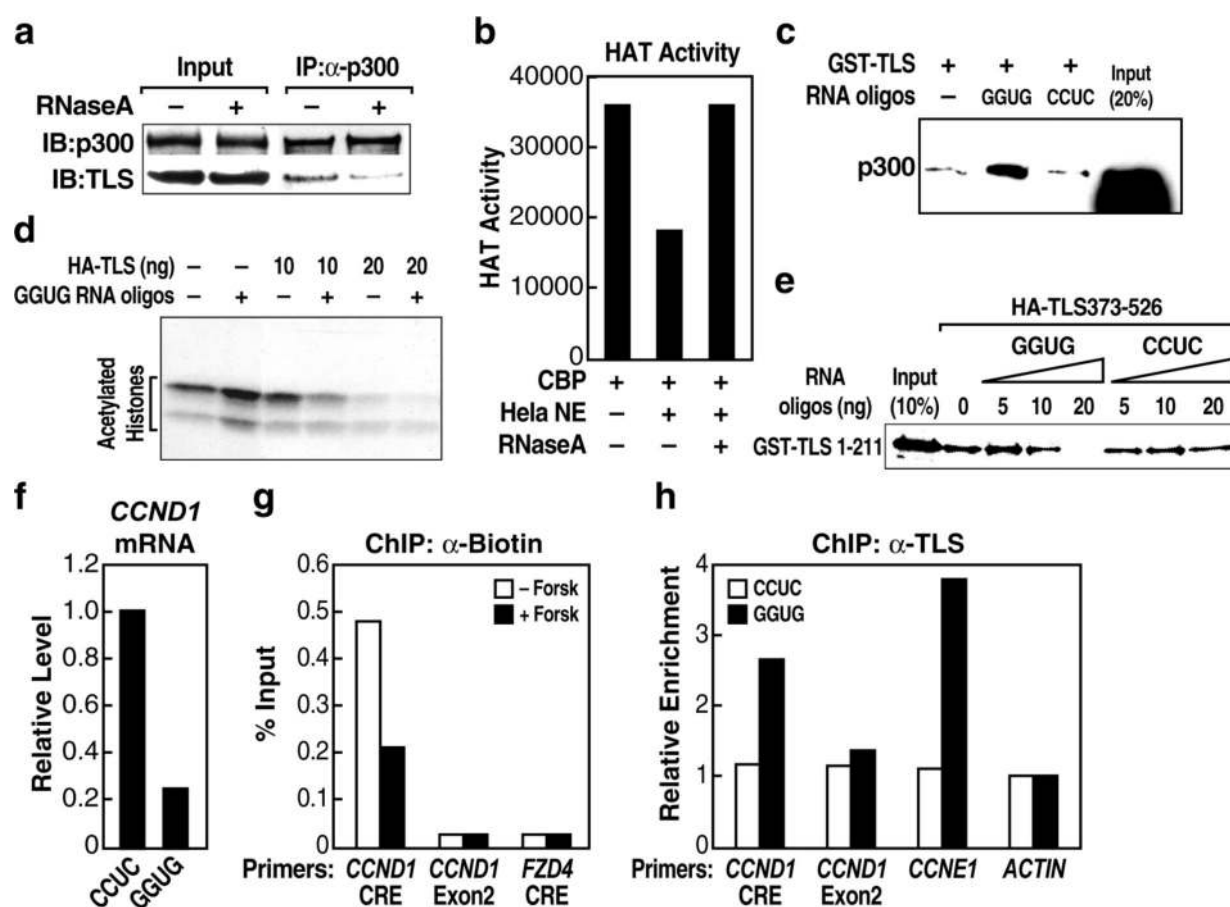 a
Input IP:α-p300
RNaseA – + – +
IB:p300
IB:TLS
b
HAT Activity
HAT Activity
40000
35000
30000
25000
20000
10000
0
CBP + + +
Hela NE – + +
RNaseA – – +
c
GST-TLS + + + Input
RNA oligos – GGUG CCUC (20%)
p300
d
HA-TLS (ng) – – 10 10 20 20
GGUG RNA oligos – + – + – +
Acetylated
Histones
e
HA-TLS373-526
GGUG CCUC
RNA Input
oligos (ng) (10%) 0 5 10 20 5 10 20
GST-TLS 1-211
f
CCND1
mRNA
Relative Level
1.2
1.0
0.8
0.6
0.4
0.2
0
CCUC GGUG
g
ChIP: α-Biotin
% Input
0.6
0.5
0.4
0.3
0.2
0.1
0
– Forsk
+ Forsk
Primers: CCND1 CCND1 FZD4
CRE Exon2 CRE
h
ChIP: α-TLS
Relative Enrichment
4
3
2
1
0
CCUC
GGUG
Primers: CCND1 CCND1 CCNE1 ACTIN
CRE Exon2